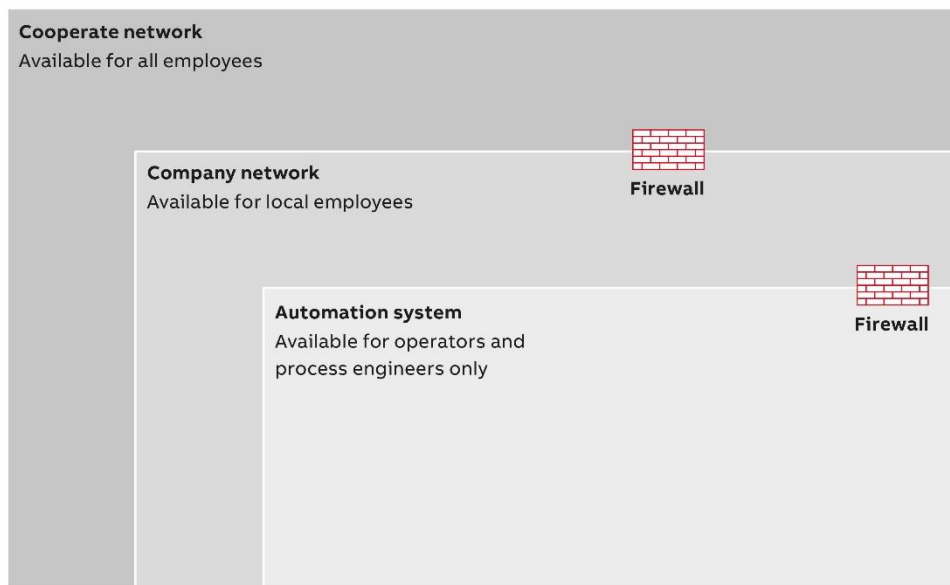 Cooperate network
Available for all employees
Company network
Available for local employees
Firewall
Automation system
Available for operators and
process engineers only
Firewall